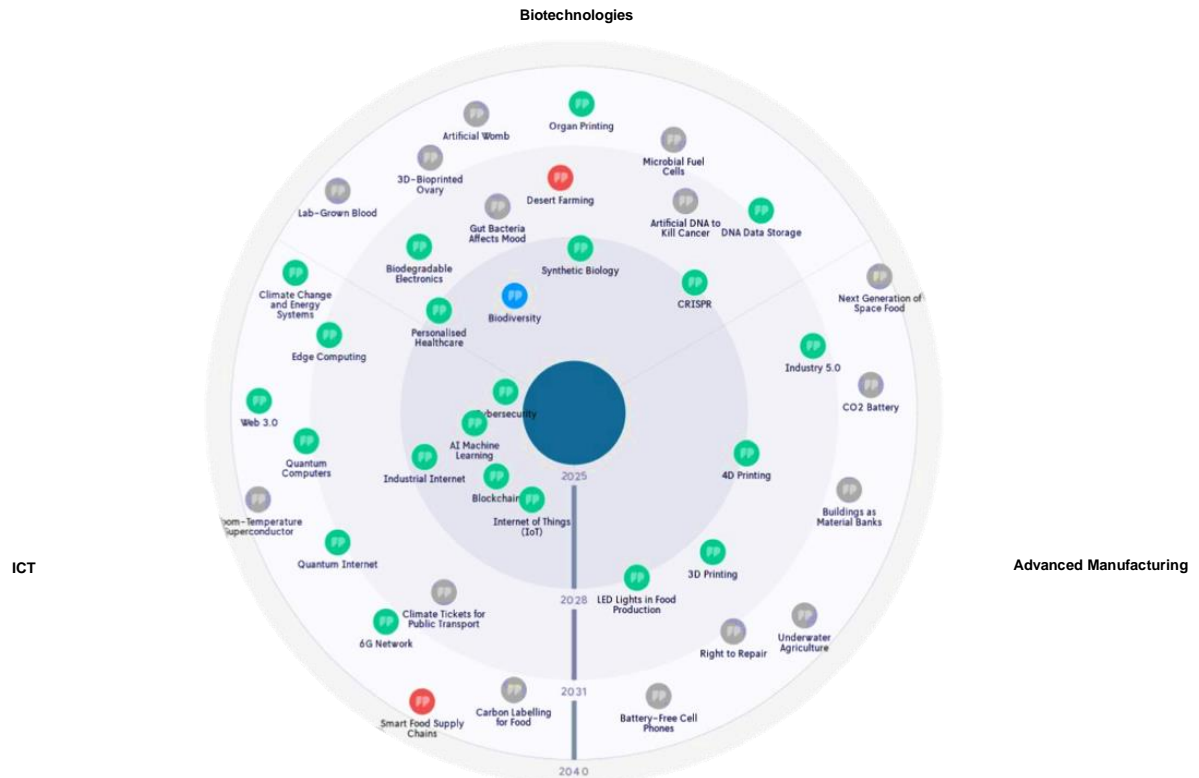 Biotechnologies
Organ Printing
Artificial Womb
Microbial Fuel
Cells
3D-Bioprinted
Ovary
Desert Farming
Lab-Grown Blood
Gut Bacteria
Affects Mood
Artificial DNA to
Kill Cancer
DNA Data Storage
Biodegradable
Electronics
Synthetic Biology
Climate Change
and Energy
Systems
Biodiversity
CRISPR
Next Generation of
Space Food
Personalised
Healthcare
Edge Computing
Industry 5.0
CO2 Battery
Web 3.0
Cybersecurity
AI Machine
Learning
Quantum
Computers
Industrial Internet
2025
4D Printing
Blockchain
Internet of Things
(IoT)
Buildings as
Material Banks
oom-Temperature
Superconductor
Quantum Internet
ICT
Advanced Manufacturing
3D Printing
2028
LED Lights in Food
Production
Climate Tickets for
Public Transport
6G Network
Right to Repair
Underwater
Agriculture
2031
Smart Food Supply
Chains
Carbon Labelling
for Food
Battery-Free Cell
Phones
2040